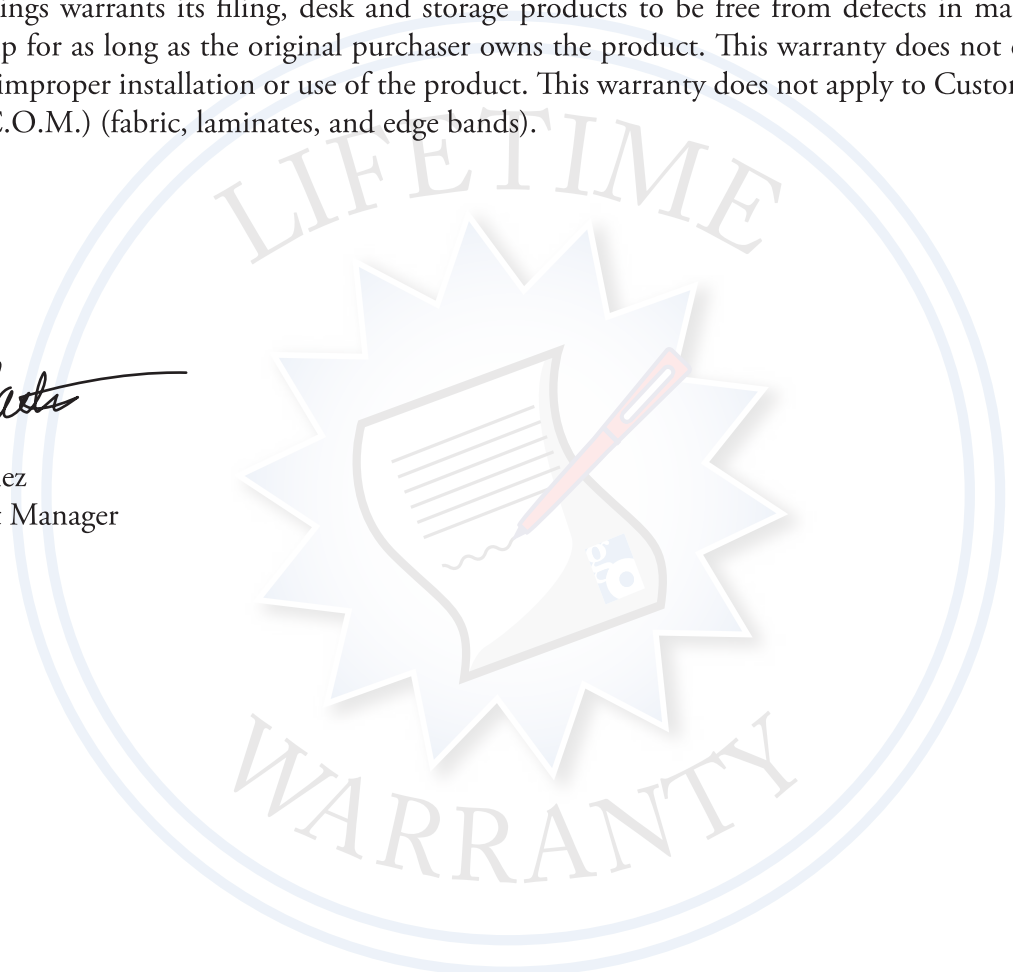 ings warrants its filing, desk and storage products to be free from defects in ma
p for as long as the original purchaser owns the product. This warranty does not
improper installation or use of the product. This warranty does not apply to Custo
C.O.M.) (fabric, laminates, and edge bands).
LIFETIME
ez
Manager
WARRANTY